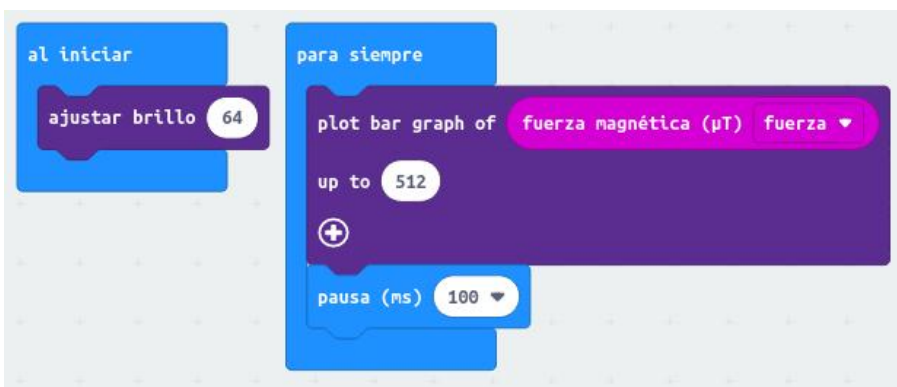 al iniciar
ajustar brillo 64
para siempre
plot bar graph of fuerza magnética (µT) fuerza
up to 512
pausa (ms) 100